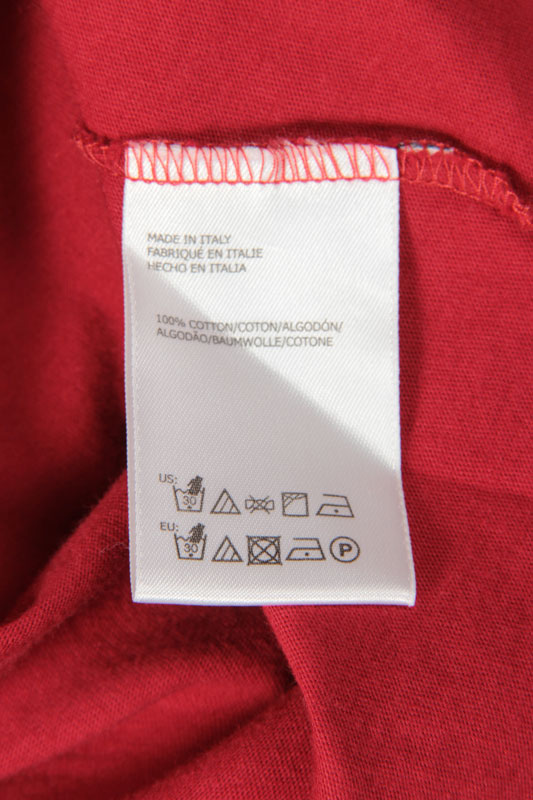 MADE IN ITALY
FABRIQUÉ EN ITALIE
HECHO EN ITALIA
100% COTTON/COTON/ALGODÓN/
ALGODÃO/BAUMWOLLE/COTONE
US:
30
EU:
30
P